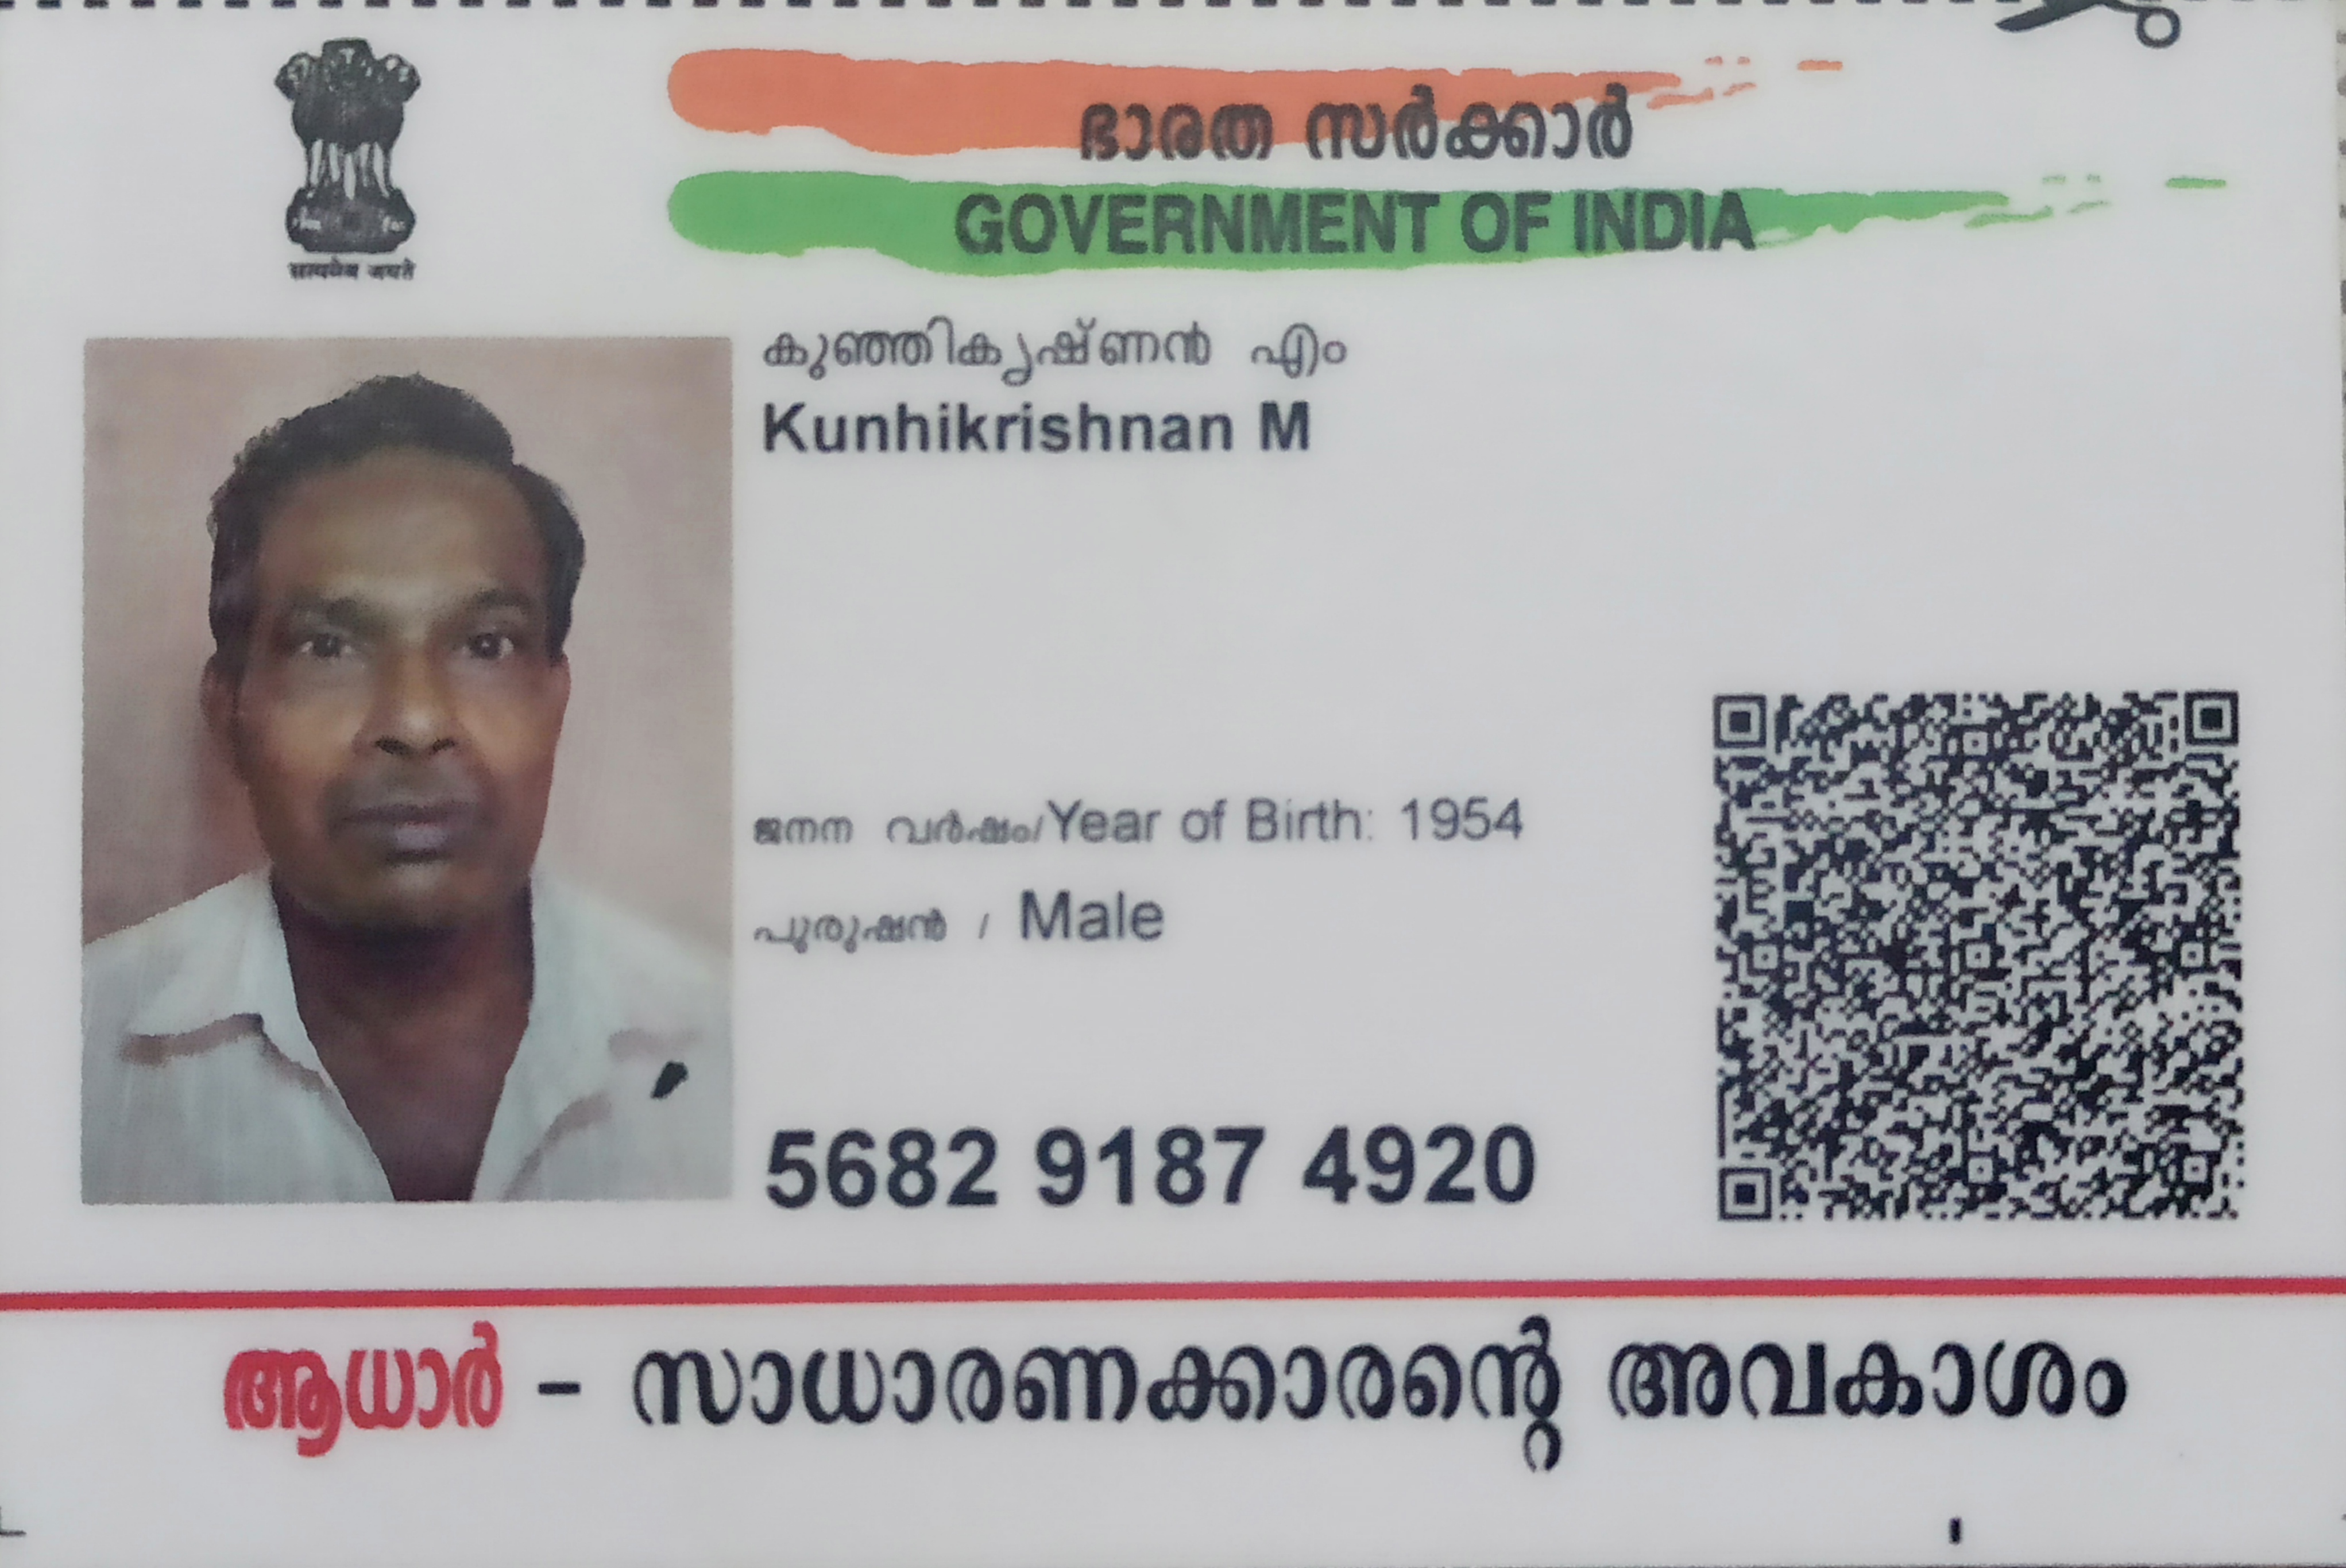 ഭാരത സർക്കാർ
GOVERNMENT OF INDIA
सत्यमेव जयते
കുഞ്ഞികൃഷ്ണൻ എം
Kunhikrishnan M
ജനന വർഷം/Year of Birth: 1954
പുരുഷൻ / Male
5682 9187 4920
ആധാർ – സാധാരണക്കാരന്റെ അവകാശം